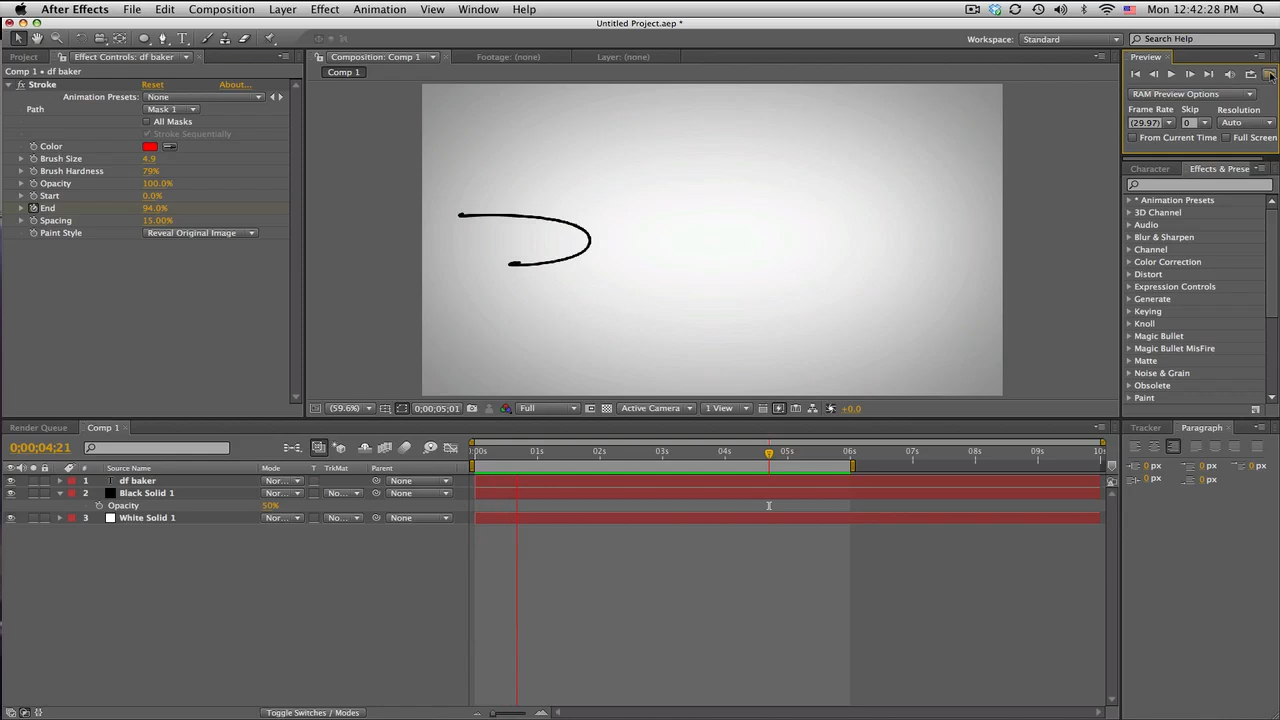 After Effects File Edit Composition Layer Effect Animation View Window Help Mon 12:42:28 PM
Untitled Project.aep *
Workspace: Standard Search Help
Project Effect Controls: df baker Composition: Comp 1 Footage: (none) Layer: (none) Preview
Comp 1 • df baker Comp 1
fx Stroke Reset About...
Animation Presets: None
Path Mask 1
All Masks
Stroke Sequentially
Color
Brush Size 4.9
Brush Hardness 79%
Opacity 100.0%
Start 0.0%
End 94.0%
Spacing 15.00%
Paint Style Reveal Original Image
RAM Preview Options
Frame Rate Skip Resolution
(29.97) 0 Auto
From Current Time Full Screen
Character Effects & Prese
* Animation Presets
3D Channel
Audio
Blur & Sharpen
Channel
Color Correction
Distort
Expression Controls
Generate
Keying
Knoll
Magic Bullet
Magic Bullet MisFire
Matte
Noise & Grain
Obsolete
Paint
(59.6%) 0;00;05;01 Full Active Camera 1 View +0.0
Render Queue Comp 1 Tracker Paragraph
0;00;04;21
:00s 01s 02s 03s 04s 05s 06s 07s 08s 09s 10s
# Source Name Mode T TrkMat Parent
1 T df baker Nor... None
2 Black Solid 1 Nor... No... None
Opacity 50%
3 White Solid 1 Nor... No... None
0 px 0 px 0 px
0 px 0 px
Toggle Switches / Modes